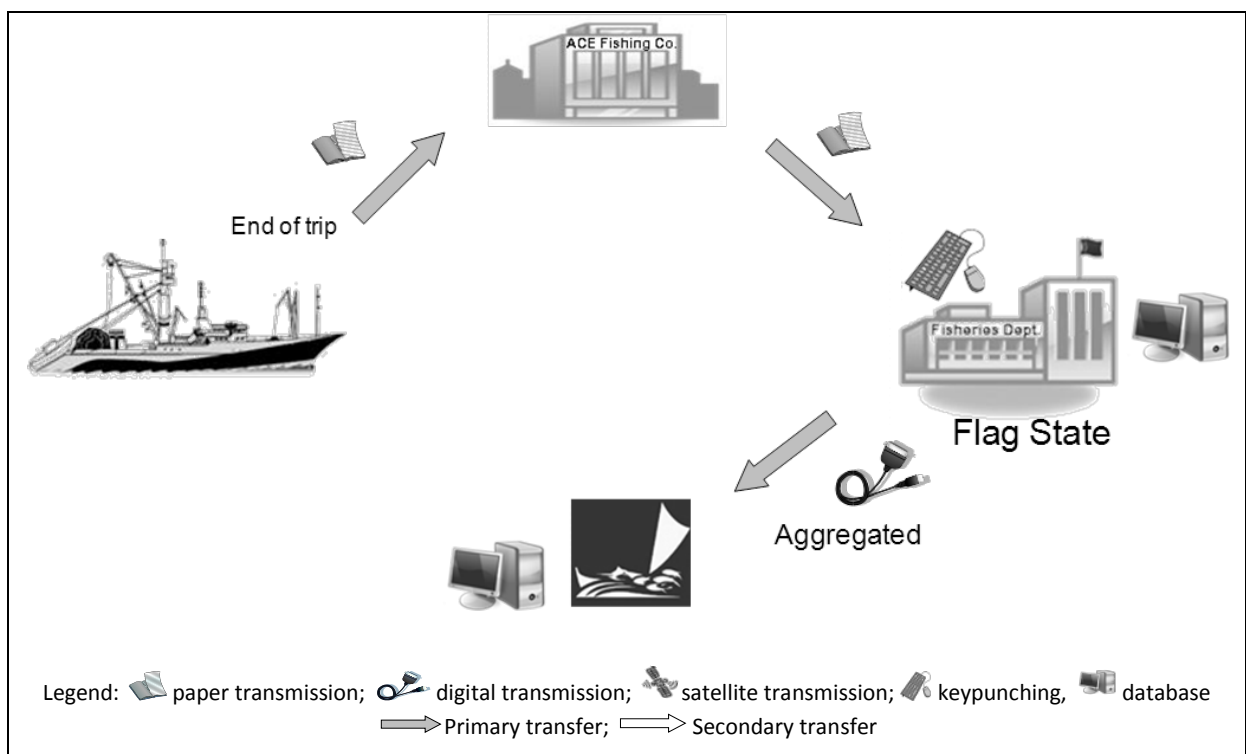 ACE Fishing Co.
End of trip
Fisheries Dept.
Flag State
Aggregated
Legend: paper transmission; digital transmission; satellite transmission; keypunching, database
Primary transfer; Secondary transfer